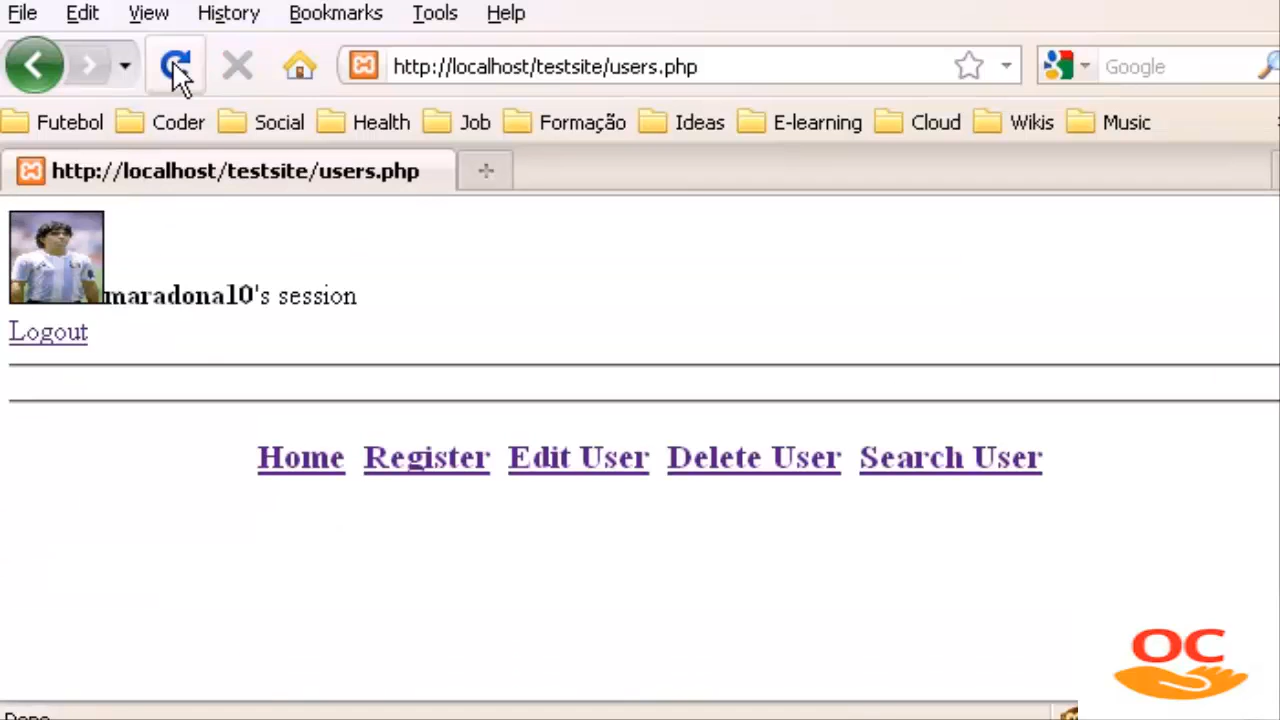 File Edit View History Bookmarks Tools Help
http://localhost/testsite/users.php Google
Futebol Coder Social Health Job Formação Ideas E-learning Cloud Wikis Music
http://localhost/testsite/users.php
maradona10's session
Logout
Home Register Edit User Delete User Search User
OC
Done